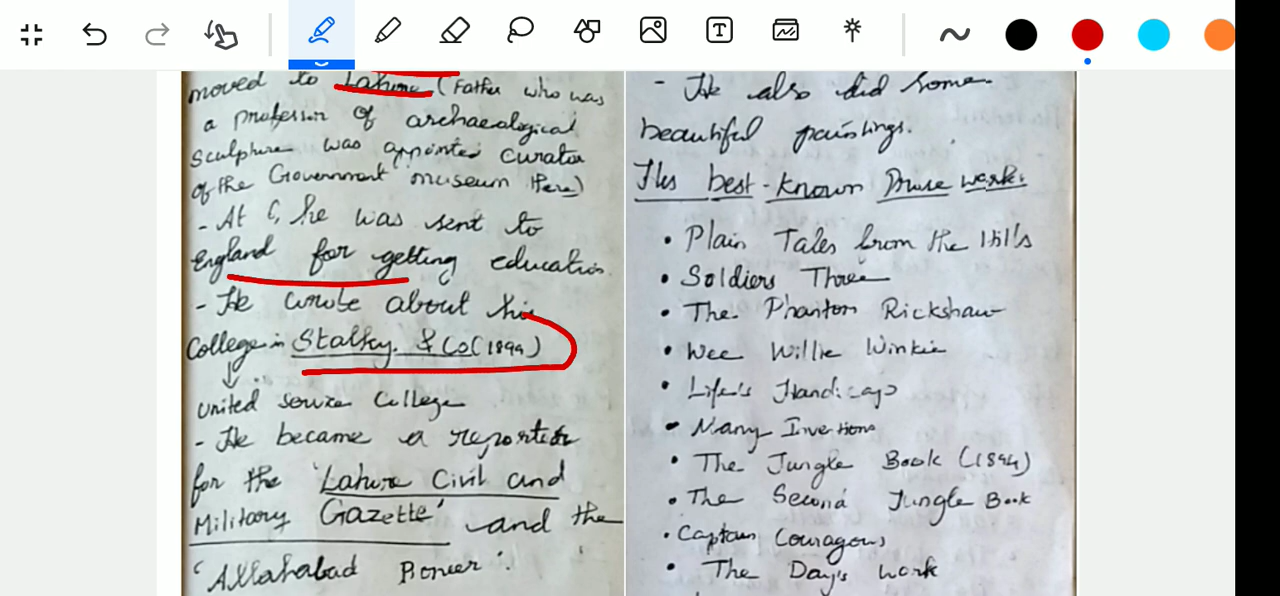 moved to Lahore (Father who was
a professor of archaeological
sculpture was appointed curator
of the Government museum there)
- At 6, he was sent to
England for getting education.
- He wrote about his
College in Stalky. & Co (1899)
United Service College
- He became a reporter
for the 'Lahore Civil and
Military Gazette' and the
'Allahabad Pioneer'.
- He also did some
beautiful paintings.
His best-known Prose works
• Plain Tales from the Hills
• Soldiers Three
• The Phantom Rickshaw
• Wee Willie Winkie
• Life's Handicap
• Many Inventions
• The Jungle Book (1894)
• The Second Jungle Book
• Captain Courageous
• The Day's Work